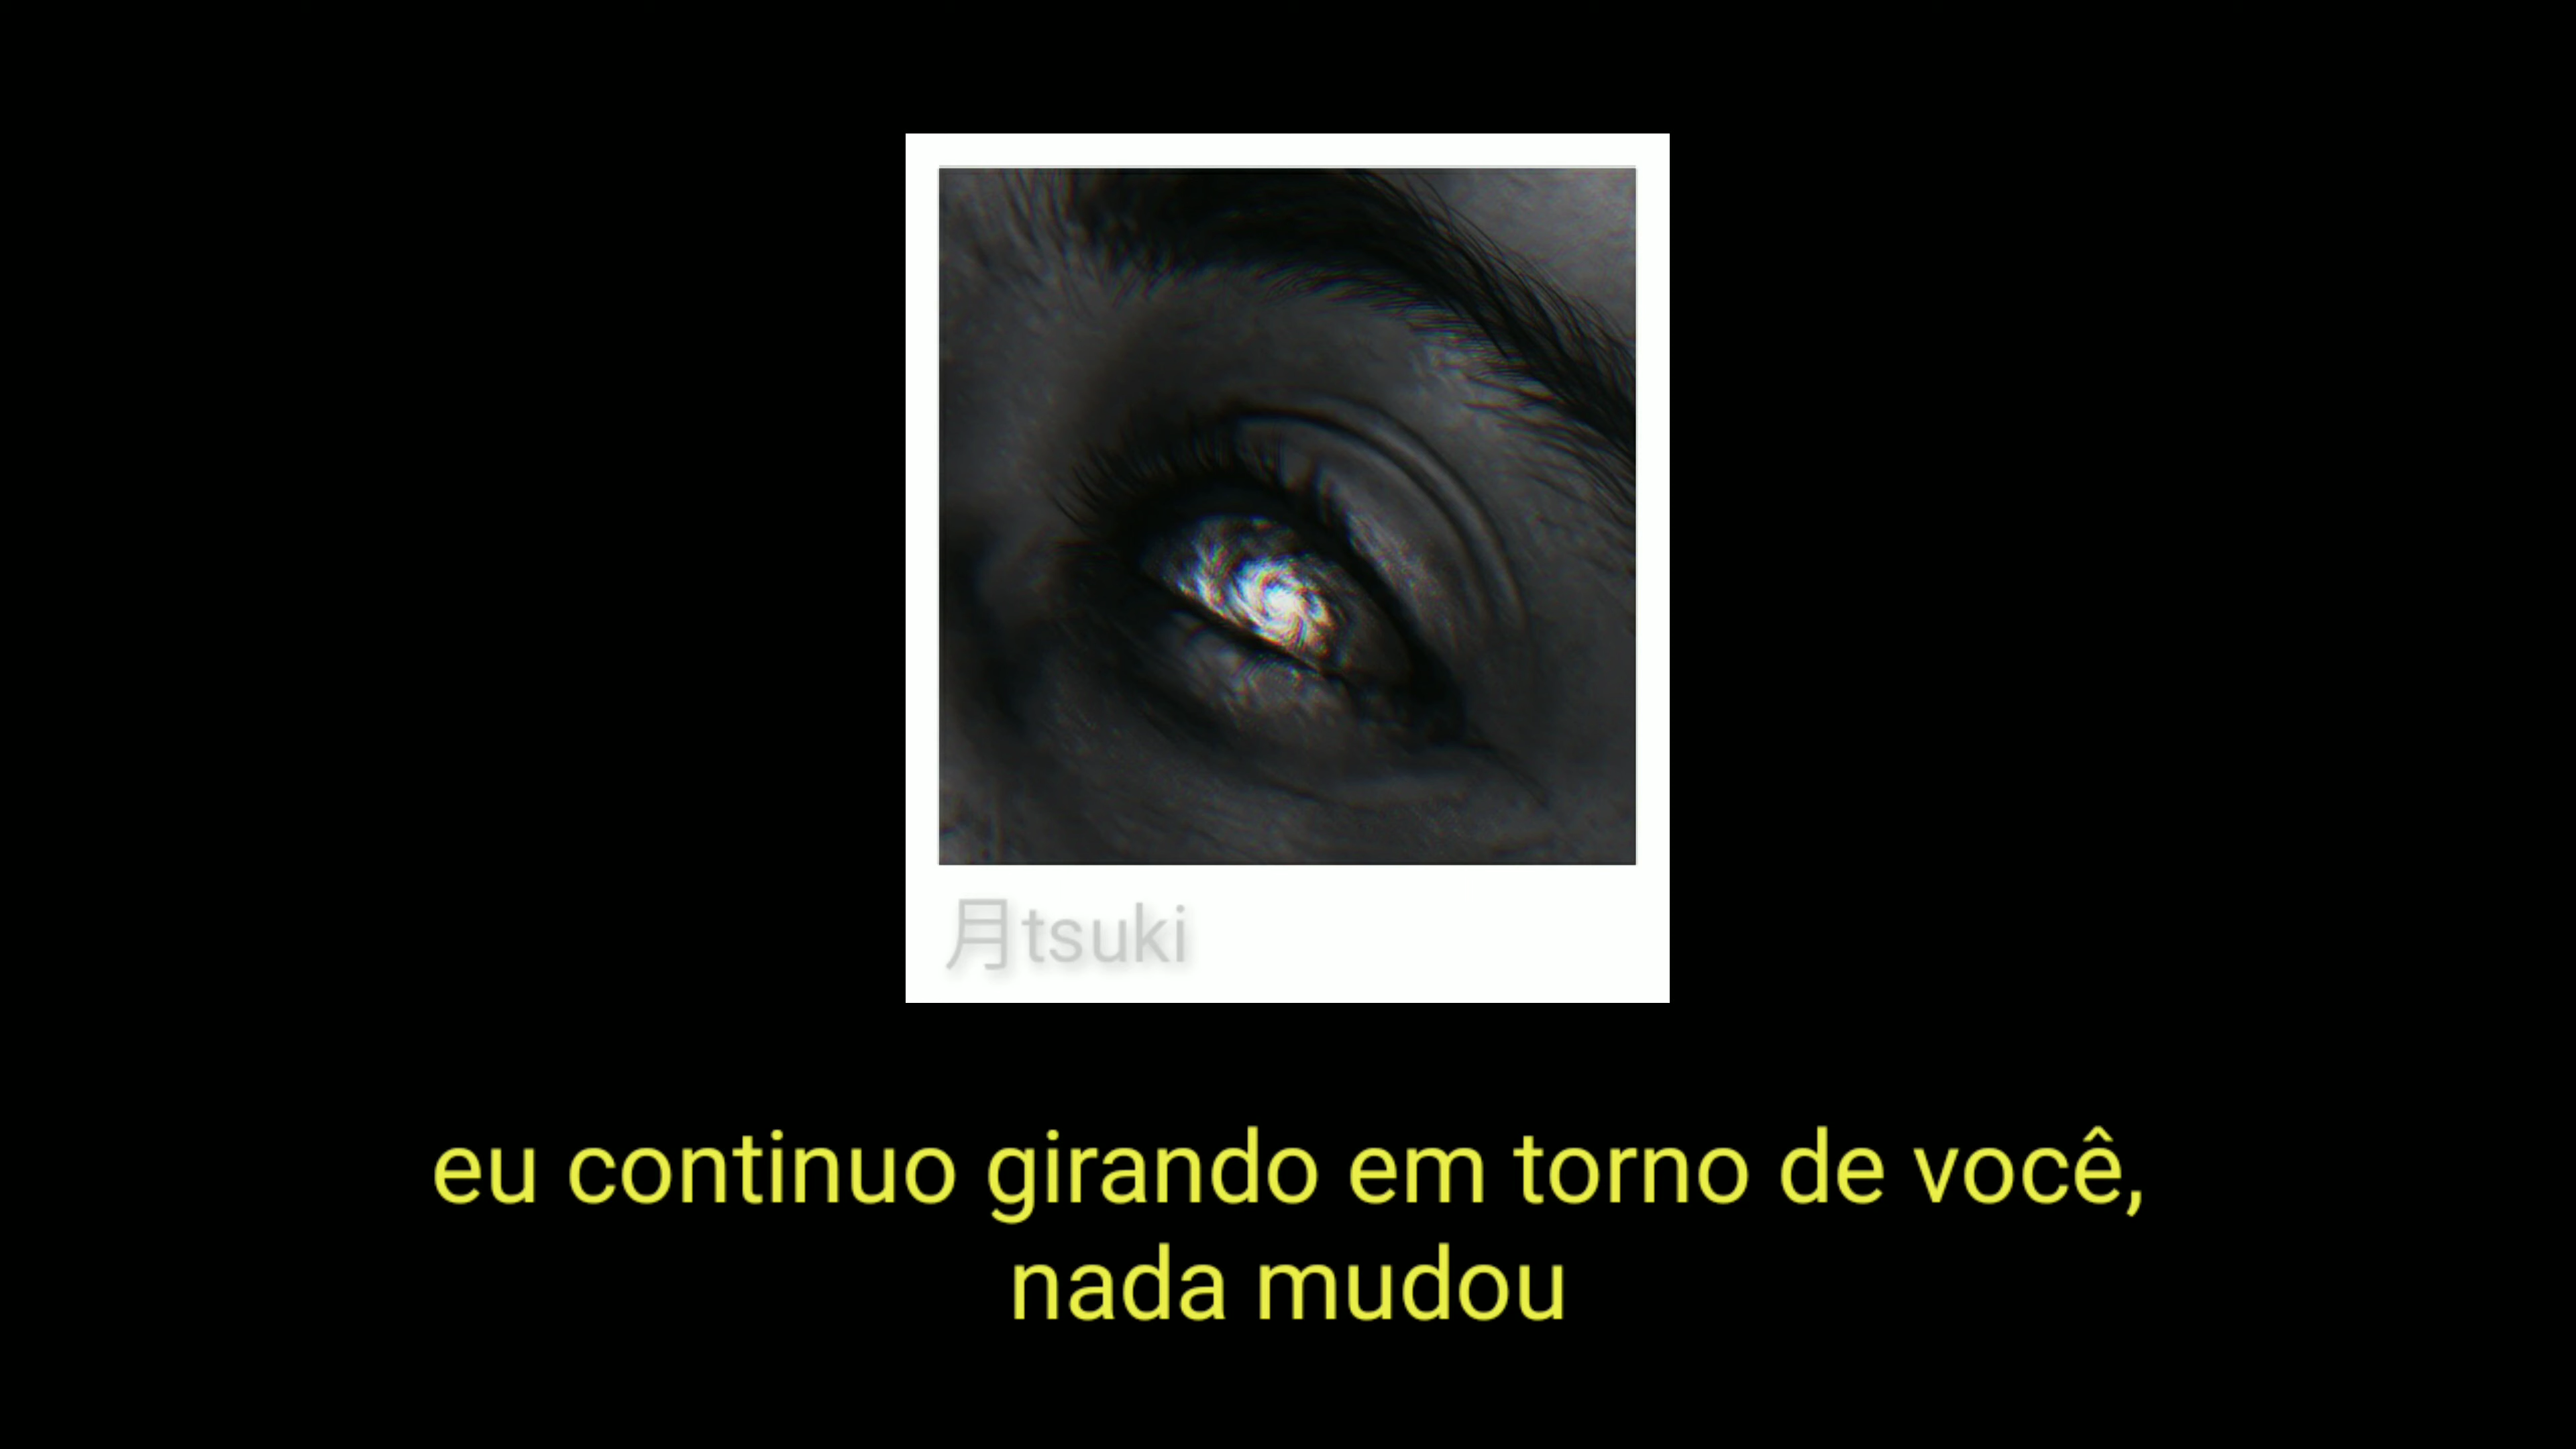 月tsuki
eu continuo girando em torno de você,
nada mudou